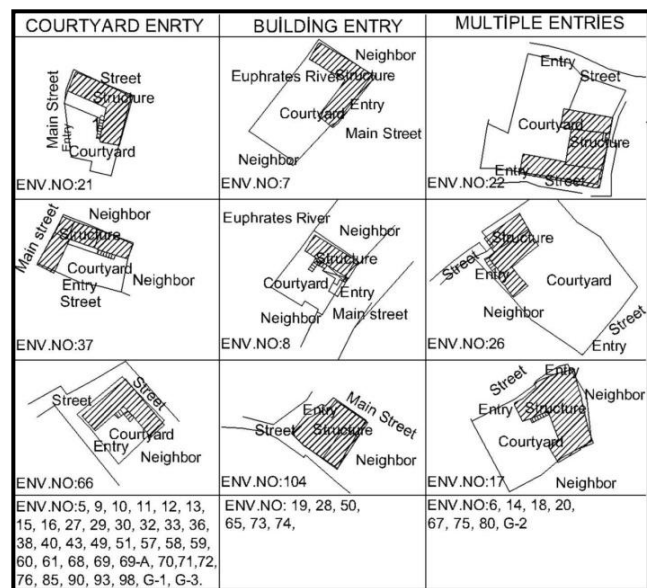 COURTYARD ENRTY
BUİLDİNG ENTRY
MULTIPLE ENTRİES
Street
Structure
Main Street
Entry
Courtyard
ENV.NO:21
Neighbor
Euphrates River
Structure
Entry
Courtyard
Main Street
Neighbor
ENV.NO:7
Entry
Street
Courtyard
Structure
Entry
Street
ENV.NO:22
Neighbor
Main street
Structure
Courtyard
Neighbor
Entry
Street
ENV.NO:37
Euphrates River
Neighbor
Structure
Courtyard
Entry
Neighbor
Main street
ENV.NO:8
Structure
Street
Entry
Courtyard
Neighbor
Street
Entry
ENV.NO:26
Street
Street
Courtyard
Entry
Neighbor
ENV.NO:66
Entry
Main Street
Street
Structure
Neighbor
ENV.NO:104
Street
Entry
Neighbor
Entry
Structure
Courtyard
Neighbor
ENV.NO:17
ENV.NO:5, 9, 10, 11, 12, 13,
15, 16, 27, 29, 30, 32, 33, 36,
38, 40, 43, 49, 51, 57, 58, 59,
60, 61, 68, 69, 69-A, 70,71,72,
76, 85, 90, 93, 98, G-1, G-3.
ENV.NO: 19, 28, 50,
65, 73, 74,
ENV.NO:6, 14, 18, 20,
67, 75, 80, G-2